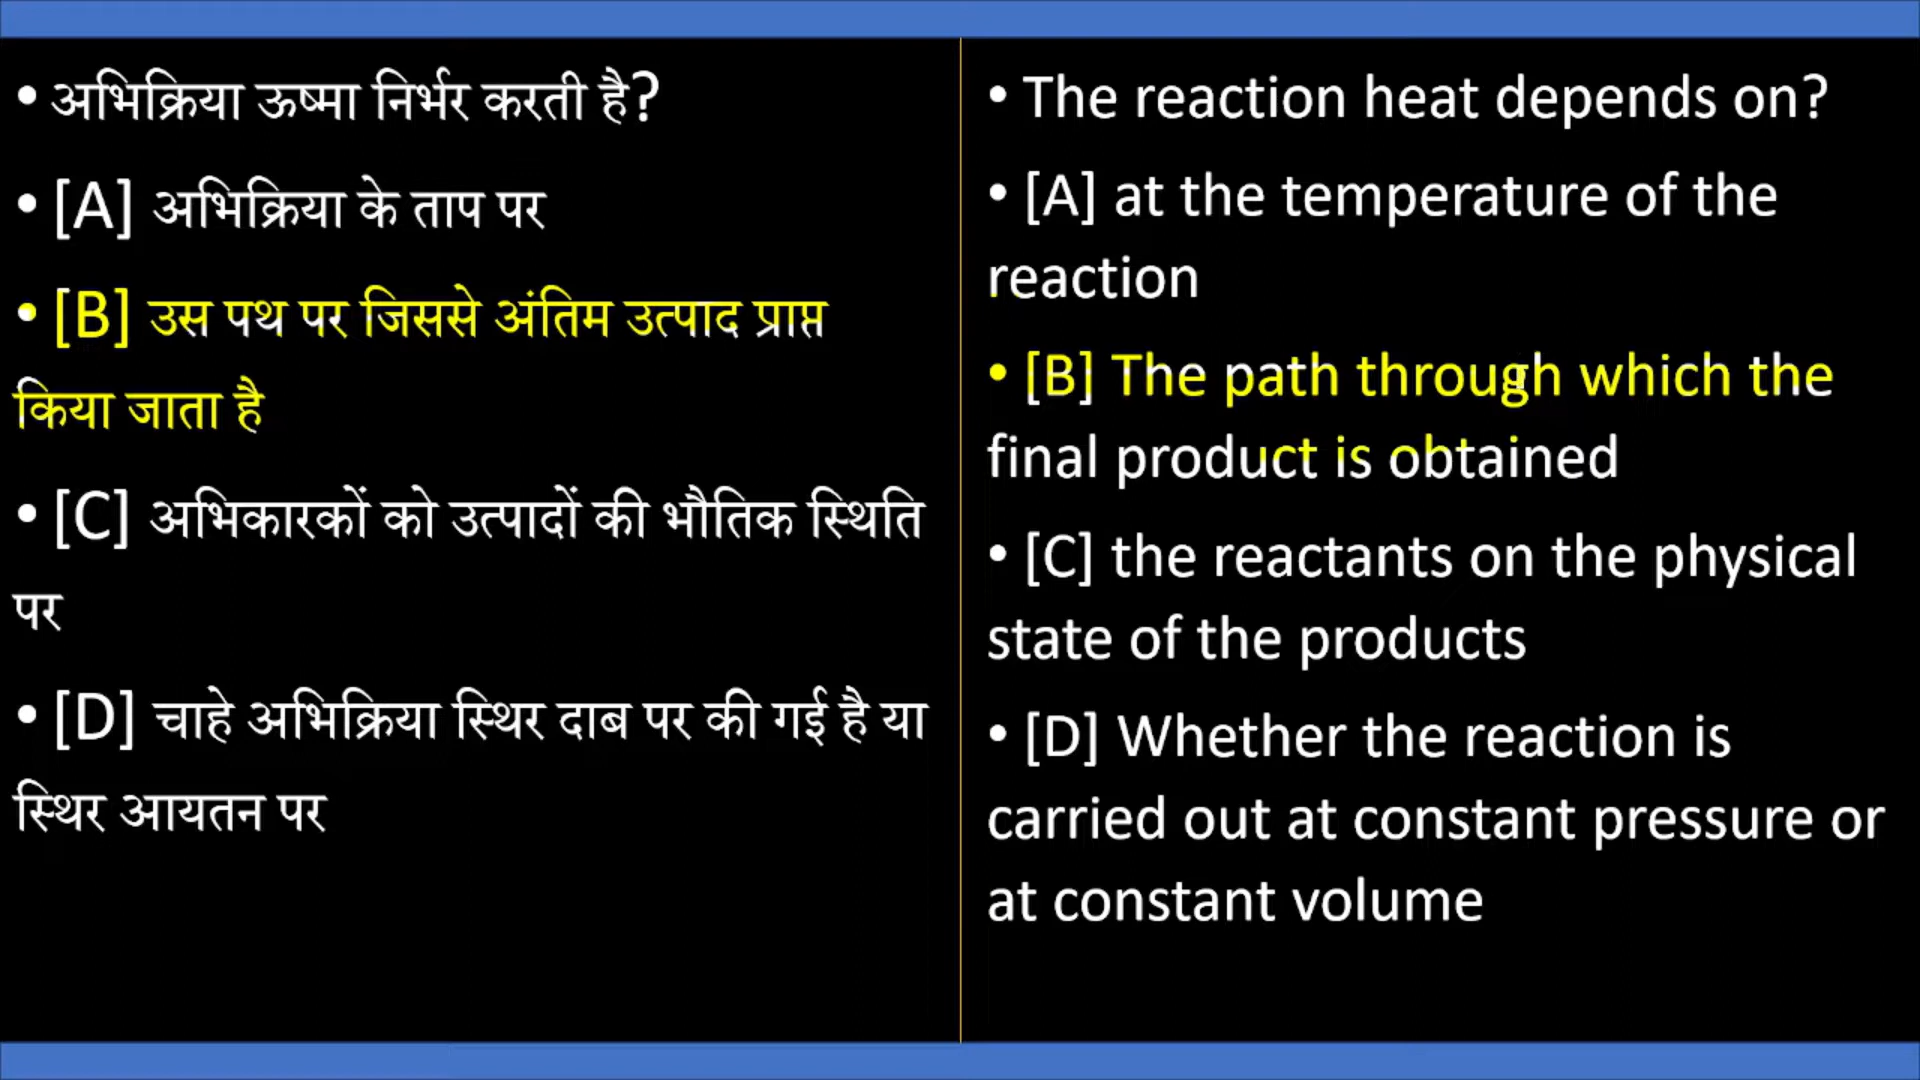 • अभिक्रिया ऊष्मा निर्भर करती है?
• [A] अभिक्रिया के ताप पर
• [B] उस पथ पर जिससे अंतिम उत्पाद प्राप्त
किया जाता है
• [C] अभिकारकों को उत्पादों की भौतिक स्थिति
पर
• [D] चाहे अभिक्रिया स्थिर दाब पर की गई है या
स्थिर आयतन पर
• The reaction heat depends on?
• [A] at the temperature of the
reaction
• [B] The path through which the
final product is obtained
• [C] the reactants on the physical
state of the products
• [D] Whether the reaction is
carried out at constant pressure or
at constant volume